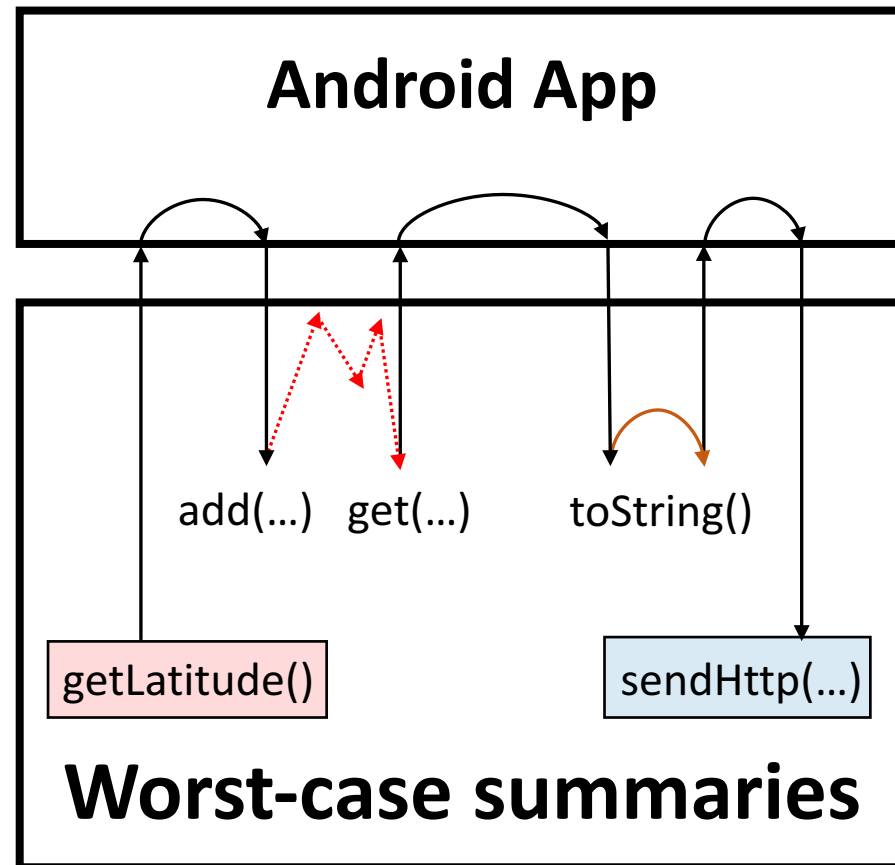 Android App
add(…) get(…) toString()
getLatitude() sendHttp(…)
Worst-case summaries